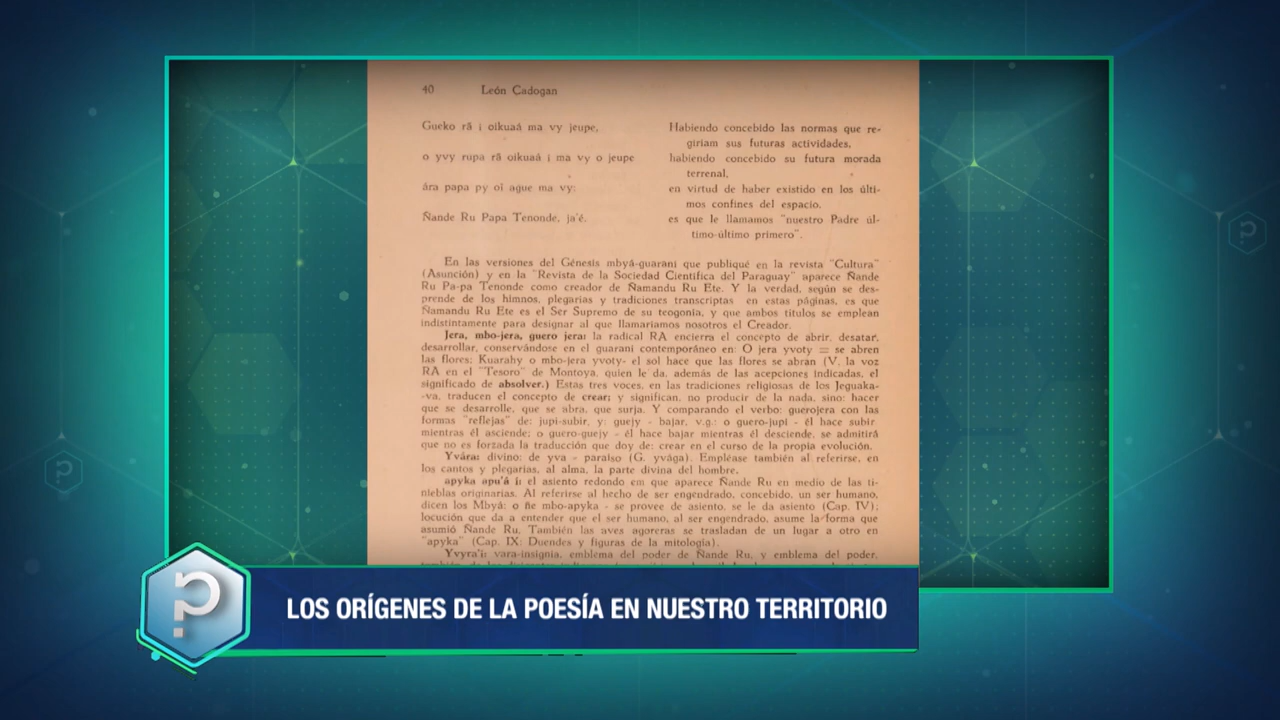 40 León Cadogan
Gueko rã i oikuaá ma vy jeupe,
o yvy rupa rã oikuaá i ma vy o jeupe
ára papa py oî ague ma vy:
Ñande Ru Papa Tenonde, ja'é.
Habiendo concebido las normas que re-
girían sus futuras actividades,
habiendo concebido su futura morada
terrenal,
en virtud de haber existido en los últi-
mos confines del espacio,
es que le llamamos "nuestro Padre úl-
timo-último primero".
En las versiones del Génesis mbyá-guaraní que publiqué en la revista "Cultura"
(Asunción) y en la "Revista de la Sociedad Científica del Paraguay" aparece Ñande
Ru Pa-pa Tenonde como creador de Ñamandu Ru Ete. Y la verdad, según se des-
prende de los himnos, plegarias y tradiciones transcriptas en estas páginas, es que
Ñamandu Ru Ete es el Ser Supremo de su teogonía, y que ambos títulos se emplean
indistintamente para designar al que llamaríamos nosotros el Creador.
Jera, mbo-jera, guero jera: la radical RA encierra el concepto de abrir, desatar,
desarrollar, conservándose en el guaraní contemporáneo en: O jera yvoty = se abren
las flores; Kuarahy o mbo-jera yvoty- el sol hace que las flores se abran (V. la voz
RA en el "Tesoro" de Montoya, quien le da, además de las acepciones indicadas, el
significado de absolver.) Estas tres voces, en las tradiciones religiosas de los Jeguaka-
-va, traducen el concepto de crear; y significan, no producir de la nada, sino: hacer
que se desarrolle, que se abra, que surja. Y comparando el verbo: guerojera con las
formas "reflejas" de: jupi-subir, y: guejy - bajar, v.g.: o guero-jupi - él hace subir
mientras él asciende; o guero-guejy - él hace bajar mientras él desciende, se admitirá
que no es forzada la traducción que doy de: crear en el curso de la propia evolución.
Yvára: divino; de yva - paraíso (G. yvága). Empléase también al referirse, en
los cantos y plegarias, al alma, la parte divina del hombre.
apyka apu'á i: el asiento redondo em que aparece Ñande Ru en medio de las ti-
nieblas originarias. Al referirse al hecho de ser engendrado, concebido, un ser humano,
dicen los Mbyá: o ñe mbo-apyka - se provee de asiento, se le da asiento (Cap. IV);
locución que da a entender que el ser humano, al ser engendrado, asume la forma que
asumió Ñande Ru. También las aves agoreras se trasladan de un lugar a otro en
"apyka" (Cap. IX: Duendes y figuras de la mitología).
Yvyra'i: vara-insignia, emblema del poder de Ñande Ru, y emblema del poder,
LOS ORÍGENES DE LA POESÍA EN NUESTRO TERRITORIO